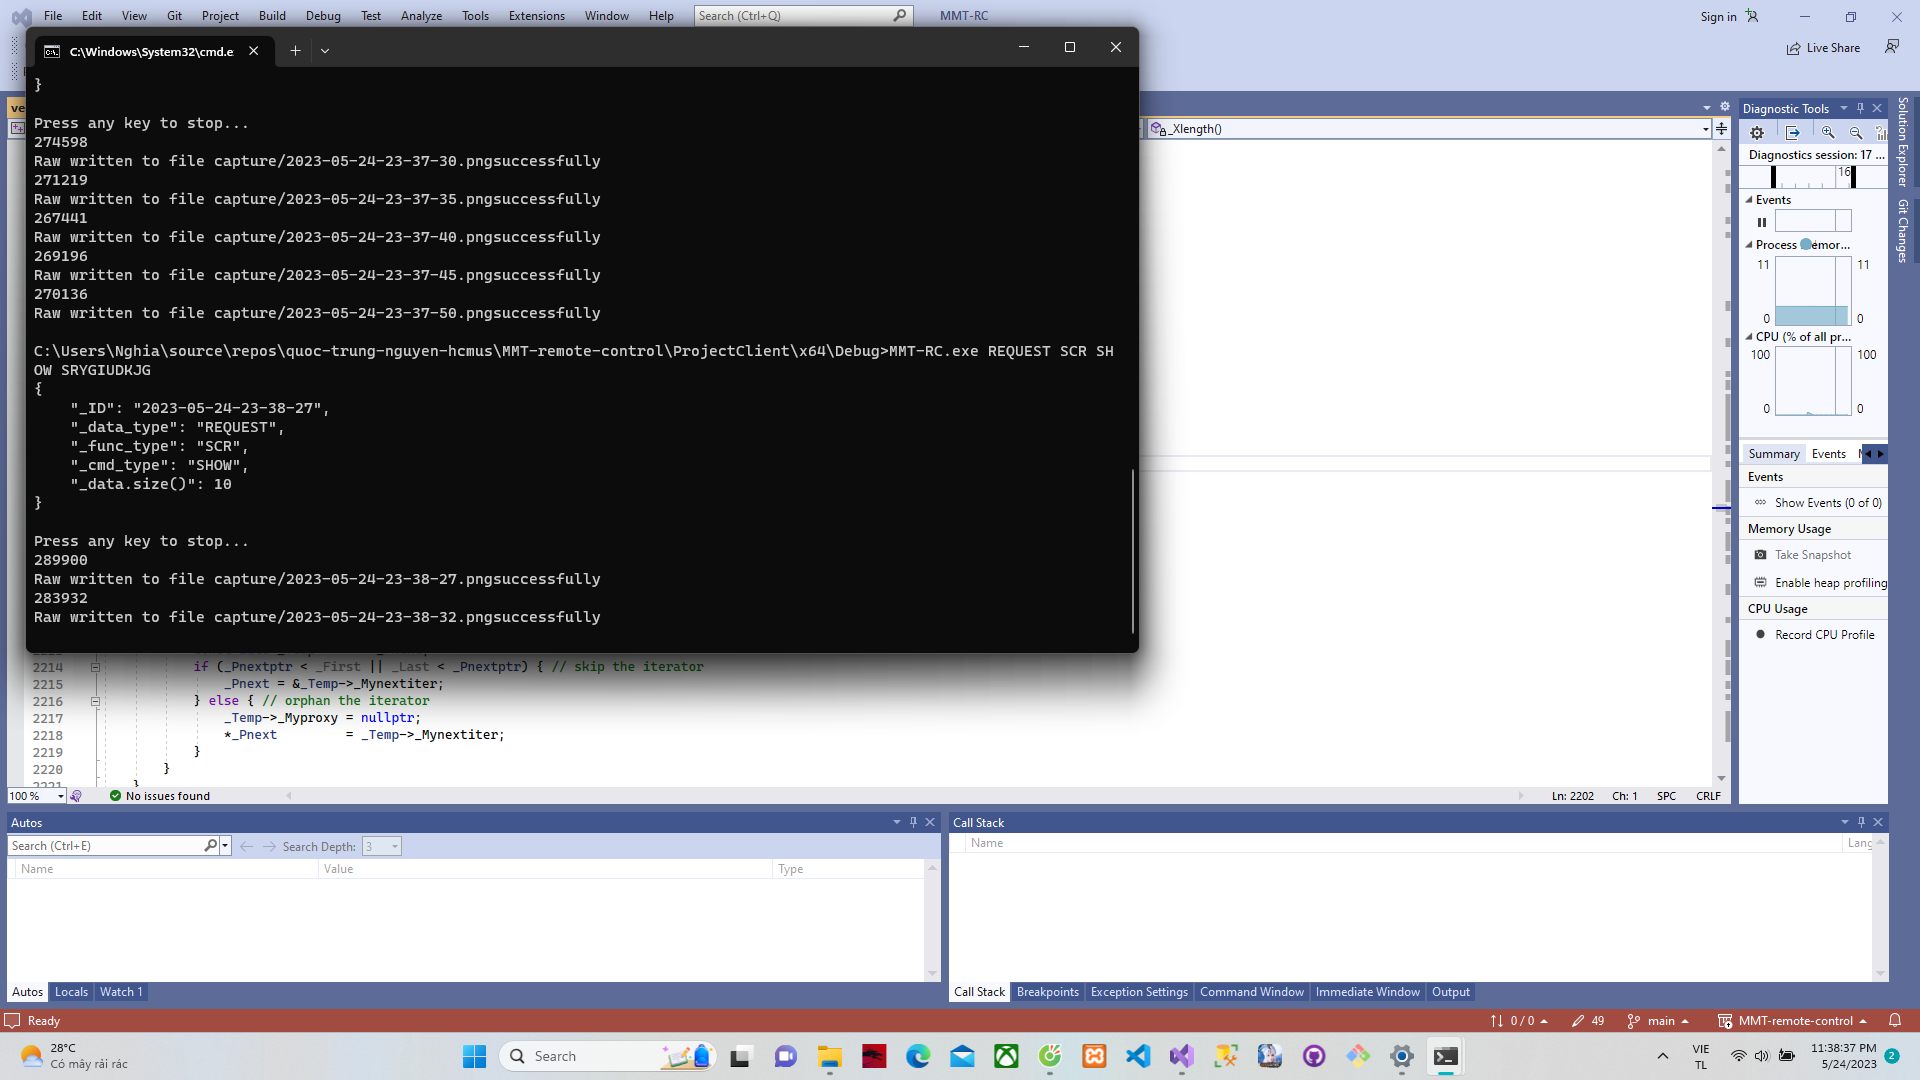 File Edit View Git Project Build Debug Test Analyze Tools Extensions Window Help Search (Ctrl+Q) MMT-RC Sign in
Live Share
C:\Windows\System32\cmd.e
}
Press any key to stop...
274598
Raw written to file capture/2023-05-24-23-37-30.pngsuccessfully
271219
Raw written to file capture/2023-05-24-23-37-35.pngsuccessfully
267441
Raw written to file capture/2023-05-24-23-37-40.pngsuccessfully
269196
Raw written to file capture/2023-05-24-23-37-45.pngsuccessfully
270136
Raw written to file capture/2023-05-24-23-37-50.pngsuccessfully
C:\Users\Nghia\source\repos\quoc-trung-nguyen-hcmus\MMT-remote-control\ProjectClient\x64\Debug>MMT-RC.exe REQUEST SCR SH
OW SRYGIUDKJG
{
"_ID": "2023-05-24-23-38-27",
"_data_type": "REQUEST",
"_func_type": "SCR",
"_cmd_type": "SHOW",
"_data.size()": 10
}
Press any key to stop...
289900
Raw written to file capture/2023-05-24-23-38-27.pngsuccessfully
283932
Raw written to file capture/2023-05-24-23-38-32.pngsuccessfully
ve
_Xlength()
2214 if (_Pnextptr < _First || _Last < _Pnextptr) { // skip the iterator
2215 _Pnext = &_Temp->_Mynextiter;
2216 } else { // orphan the iterator
2217 _Temp->_Myproxy = nullptr;
2218 *_Pnext = _Temp->_Mynextiter;
2219 }
2220 }
2221 }
100 % No issues found Ln: 2202 Ch: 1 SPC CRLF
Diagnostic Tools
Diagnostics session: 17 ...
16
Events
Process emor...
11 11
0 0
CPU (% of all pr...
100 100
0 0
Summary Events
Events
Show Events (0 of 0)
Memory Usage
Take Snapshot
Enable heap profiling
CPU Usage
Record CPU Profile
Solution Explorer
Git Changes
Autos
Search (Ctrl+E) Search Depth: 3
Name Value Type
Autos Locals Watch 1
Call Stack
Name Lang
Call Stack Breakpoints Exception Settings Command Window Immediate Window Output
Ready 0 / 0 49 main MMT-remote-control
28°C
Có mây rải rác
Search
VIE
TL
11:38:37 PM
5/24/2023
2